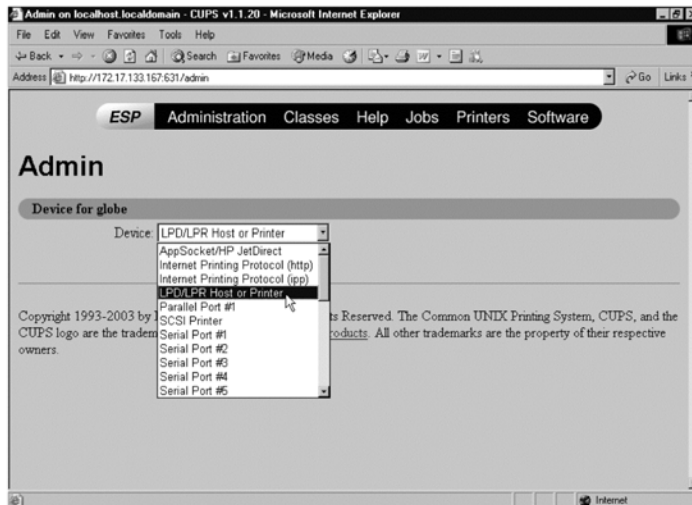 Admin on localhost.localdomain - CUPS v1.1.20 - Microsoft Internet Explorer
File Edit View Favorites Tools Help
Back Search Favorites Media
Address http://172.17.133.167:631/admin Go Links
ESP Administration Classes Help Jobs Printers Software
Admin
Device for globe
Device: LPD/LPR Host or Printer
AppSocket/HP JetDirect
Internet Printing Protocol (http)
Internet Printing Protocol (ipp)
LPD/LPR Host or Printer
Parallel Port #1
SCSI Printer
Serial Port #1
Serial Port #2
Serial Port #3
Serial Port #4
Serial Port #5
Copyright 1993-2003 by ts Reserved. The Common UNIX Printing System, CUPS, and the
CUPS logo are the tradem roducts. All other trademarks are the property of their respective
owners.
Internet